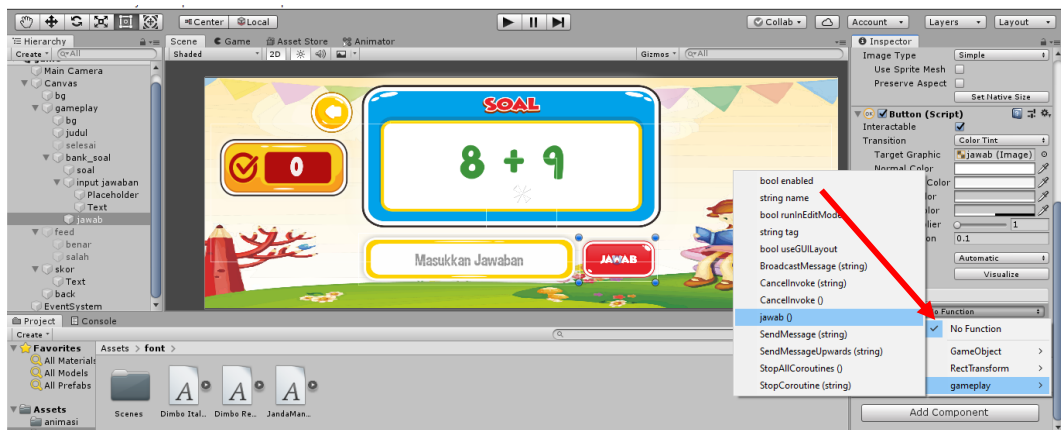 Center Local
Collab Account Layers Layout
Hierarchy
Create All
Main Camera
Canvas
bg
gameplay
bg
judul
selesai
bank_soal
soal
input jawaban
Placeholder
Text
jawab
feed
benar
salah
skor
Text
back
EventSystem
Scene Game Asset Store Animator
Shaded 2D Gizmos All
SOAL
8 + 9
0
Masukkan Jawaban
JAWAB
bool enabled
string name
bool runInEditMode
string tag
bool useGUILayout
BroadcastMessage (string)
CancelInvoke (string)
CancelInvoke ()
jawab ()
SendMessage (string)
SendMessageUpwards (string)
StopAllCoroutines ()
StopCoroutine (string)
Inspector
Image Type Simple
Use Sprite Mesh
Preserve Aspect
Set Native Size
Button (Script)
Interactable
Transition Color Tint
Target Graphic jawab (Image)
Normal Color
Color
1
0.1
Automatic
Visualize
Function
No Function
GameObject
RectTransform
gameplay
Add Component
Project Console
Create
Favorites
All Materials
All Models
All Prefabs
Assets
animasi
Assets > font >
Scenes
Dimbo Ital...
Dimbo Re...
JandaMan...